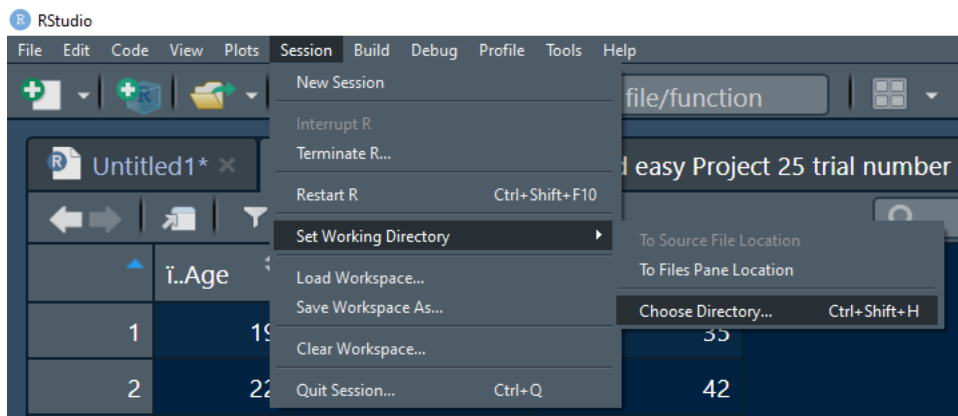 R RStudio
File Edit Code View Plots Session Build Debug Profile Tools Help
New Session
file/function
Interrupt R
Terminate R...
R Untitled1* × easy Project 25 trial number
Restart R Ctrl+Shift+F10
Set Working Directory
To Source File Location
ï..Age
Load Workspace...
To Files Pane Location
Save Workspace As...
Choose Directory... Ctrl+Shift+H
1 19 35
Clear Workspace...
2 22 Quit Session... Ctrl+Q 42